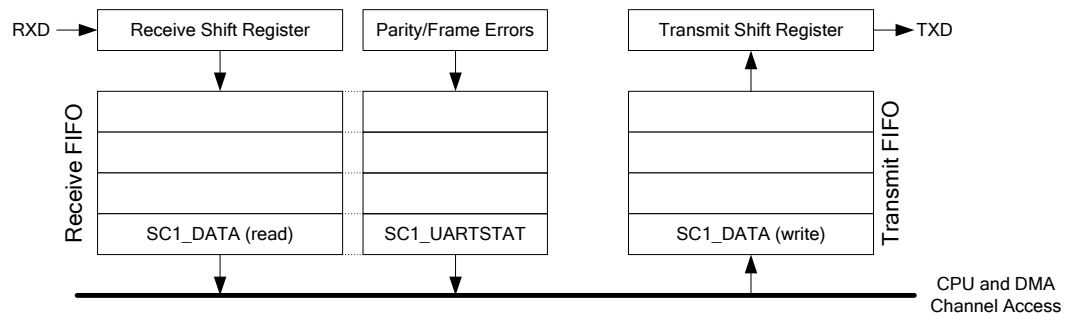 RXD
Receive Shift Register
Parity/Frame Errors
Transmit Shift Register
TXD
Receive FIFO
Transmit FIFO
SC1_DATA (read)
SC1_UARTSTAT
SC1_DATA (write)
CPU and DMA
Channel Access